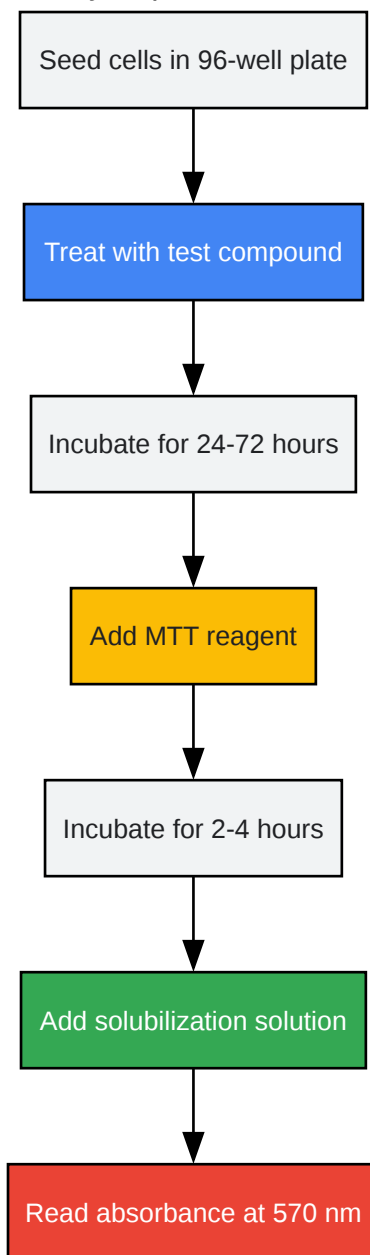 Seed cells in 96-well plate
Treat with test compound
Incubate for 24-72 hours
Add MTT reagent
Incubate for 2-4 hours
Add solubilization solution
Read absorbance at 570 nm